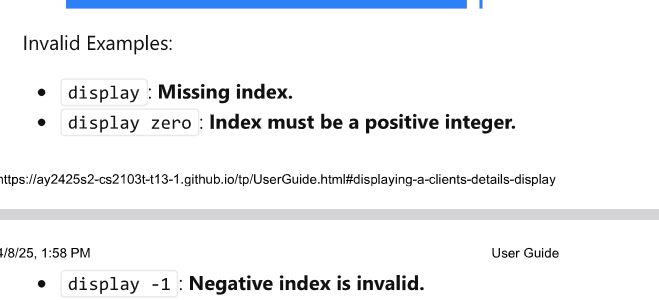 Invalid Examples:
• display : Missing index.
• display zero : Index must be a positive integer.
https://ay2425s2-cs2103t-t13-1.github.io/tp/UserGuide.html#displaying-a-clients-details-display
4/8/25, 1:58 PM User Guide
• display -1 : Negative index is invalid.